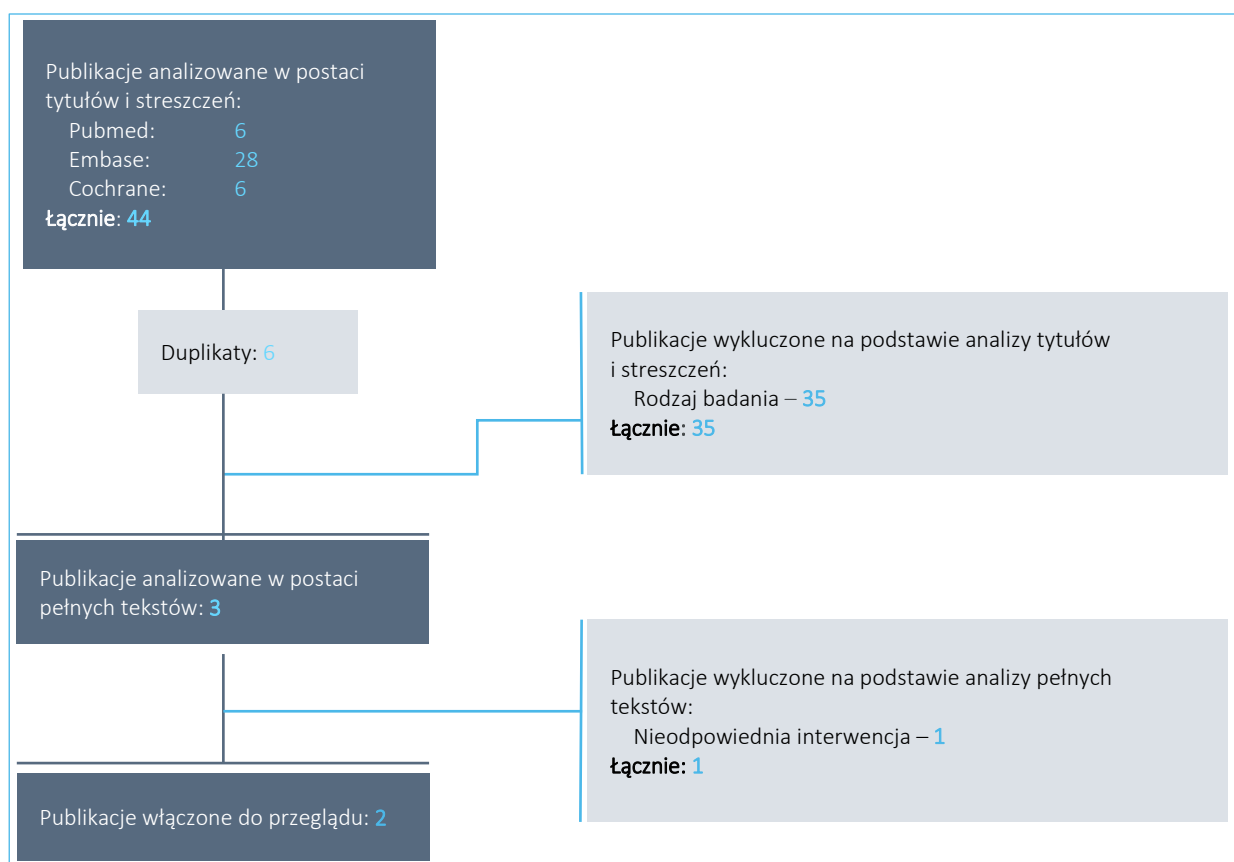 Publikacje analizowane w postaci
tytułów i streszczeń:
Pubmed: 6
Embase: 28
Cochrane: 6
Łącznie: 44
Duplikaty: 6
Publikacje wykluczone na podstawie analizy tytułów
i streszczeń:
Rodzaj badania – 35
Łącznie: 35
Publikacje analizowane w postaci
pełnych tekstów: 3
Publikacje wykluczone na podstawie analizy pełnych
tekstów:
Nieodpowiednia interwencja – 1
Łącznie: 1
Publikacje włączone do przeglądu: 2